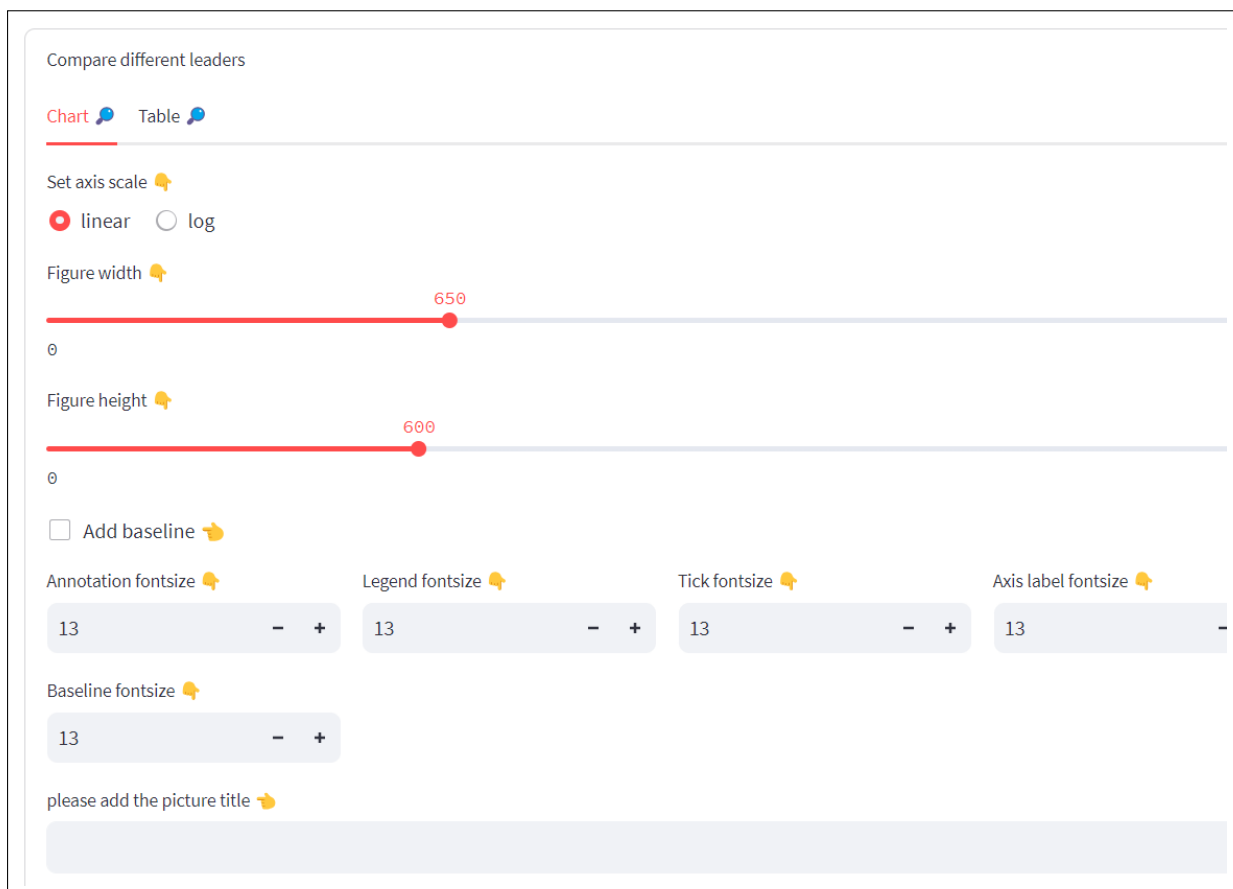 Compare different leaders
Chart 🔎 Table 🔎
Set axis scale 👇
linear log
Figure width 👇
650
0
Figure height 👇
600
0
Add baseline 👈
Annotation fontsize 👇 Legend fontsize 👇 Tick fontsize 👇 Axis label fontsize 👇
13 − + 13 − + 13 − + 13 −
Baseline fontsize 👇
13 − +
please add the picture title 👈